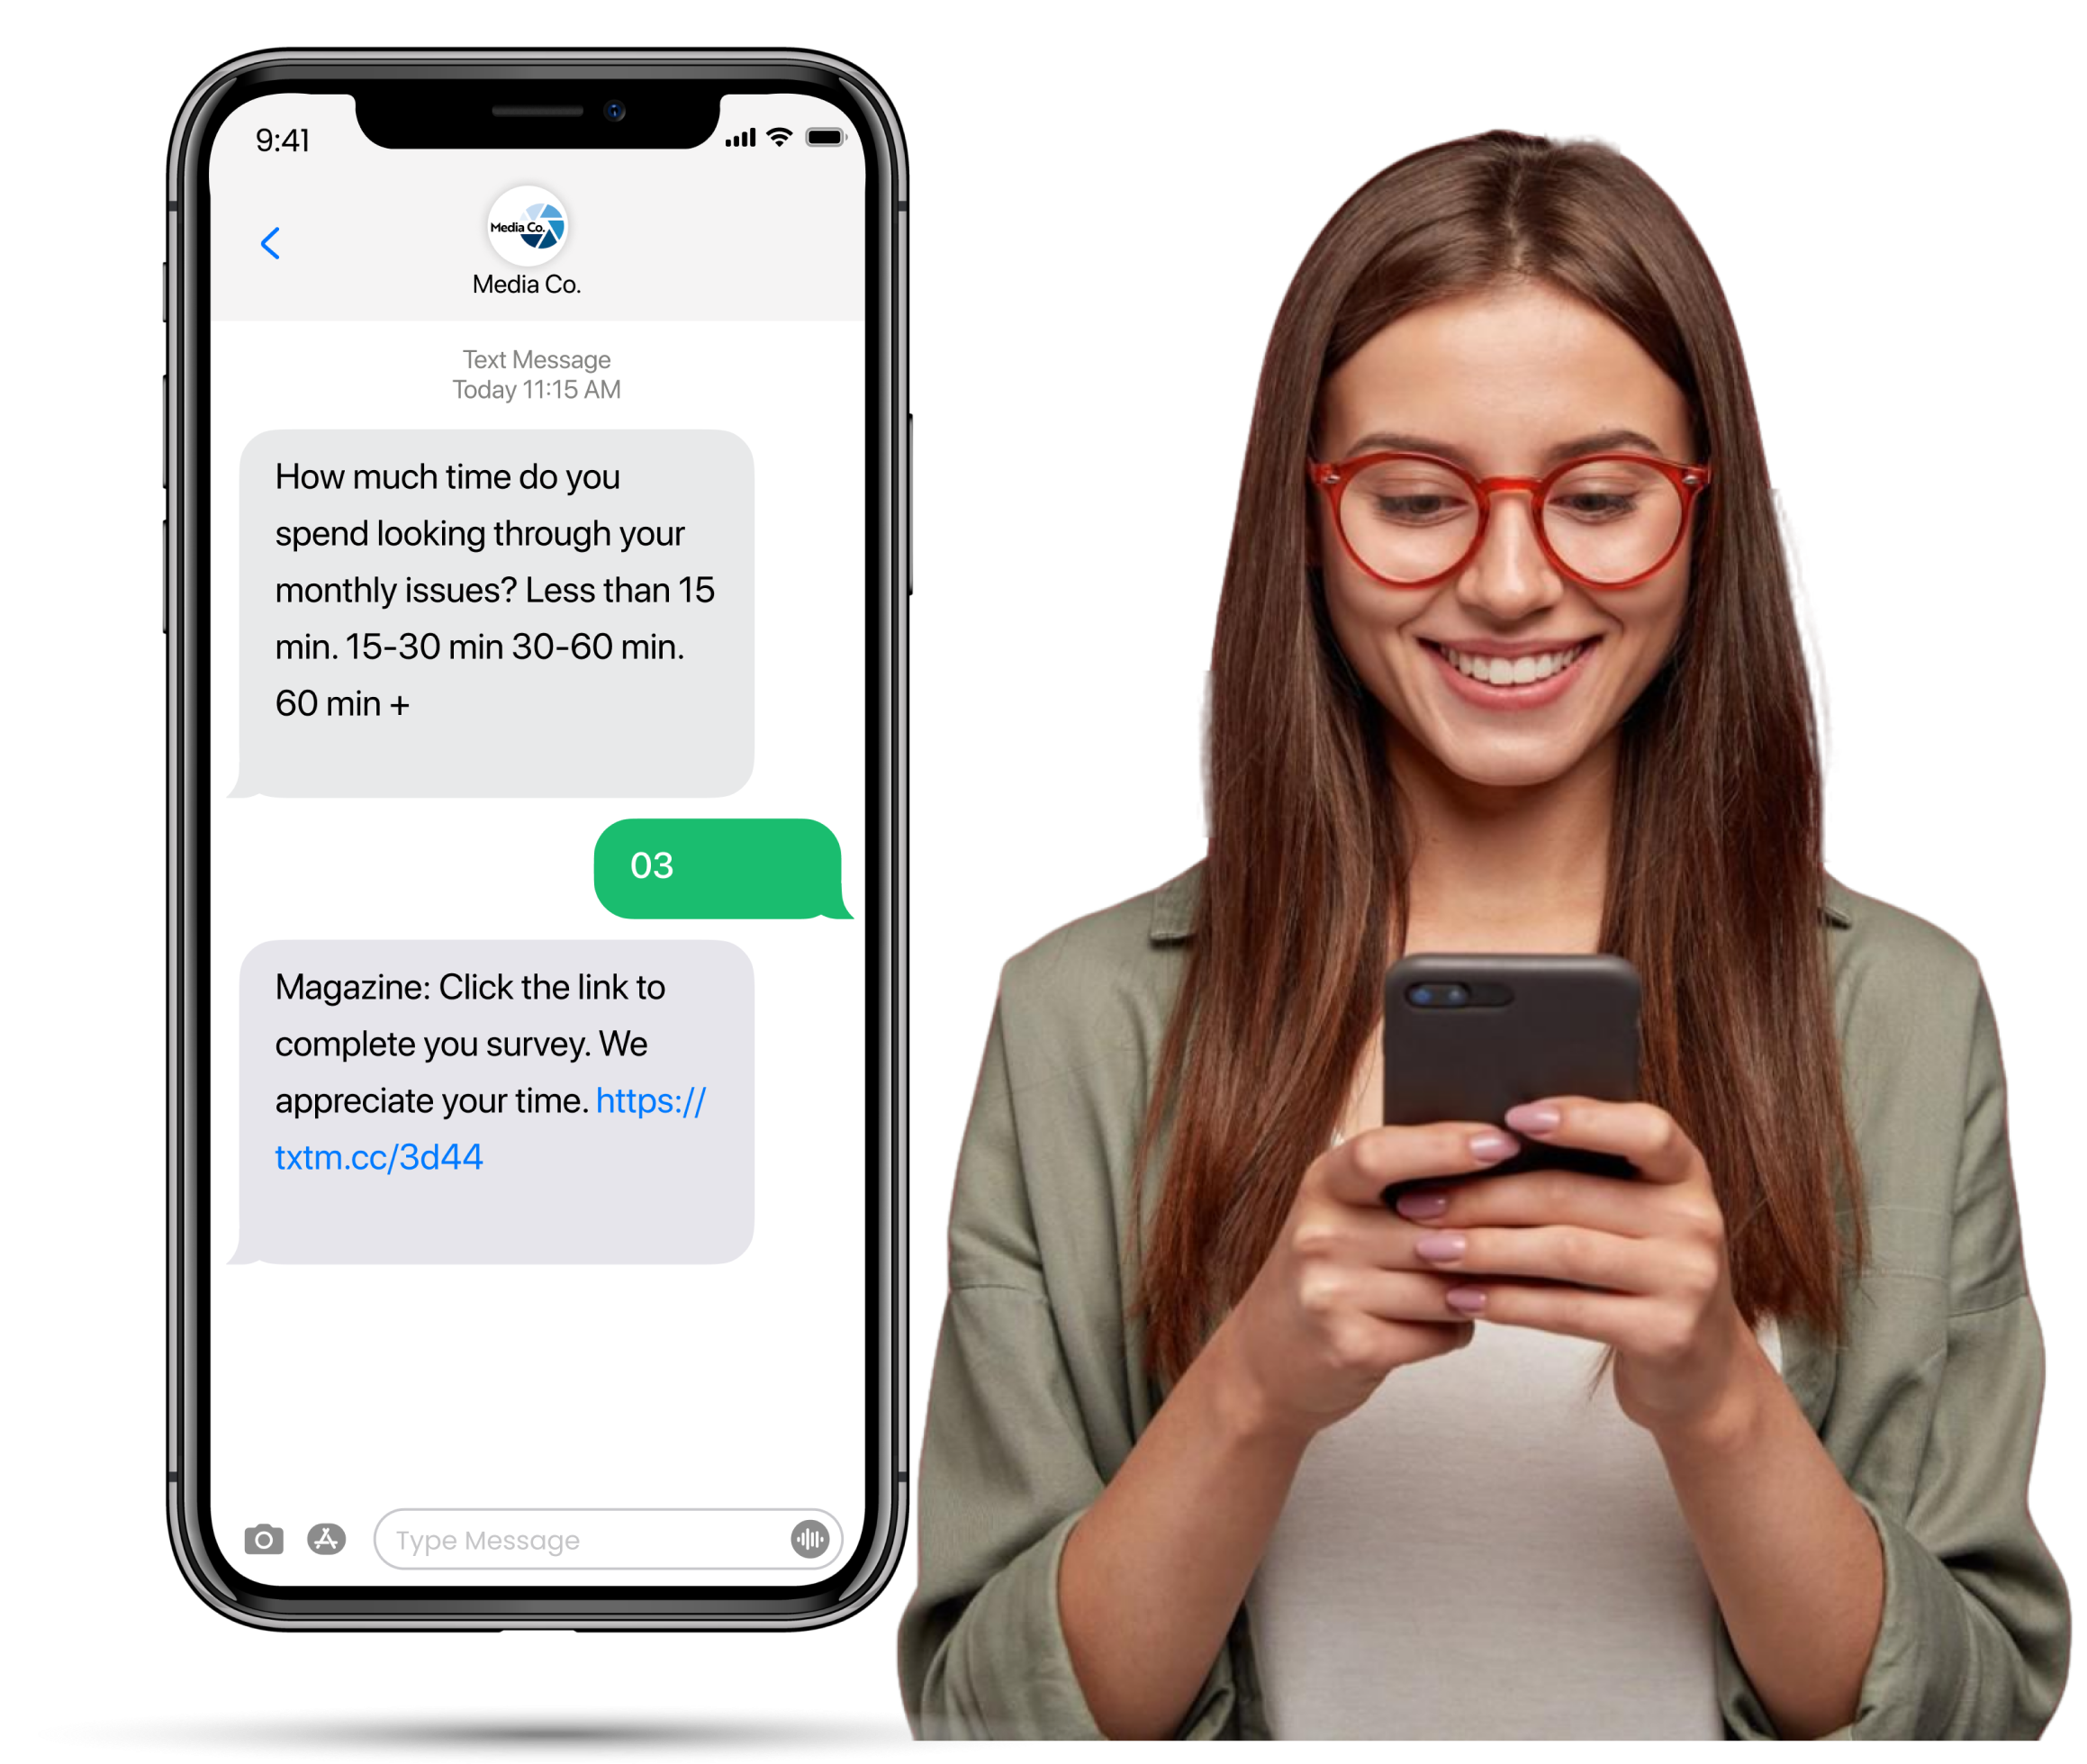 9:41
Media Co.
Media Co.
Text Message
Today 11:15 AM
How much time do you
spend looking through your
monthly issues? Less than 15
min. 15-30 min 30-60 min.
60 min +
03
Magazine: Click the link to
complete you survey. We
appreciate your time. https://
txtm.cc/3d44
Type Message